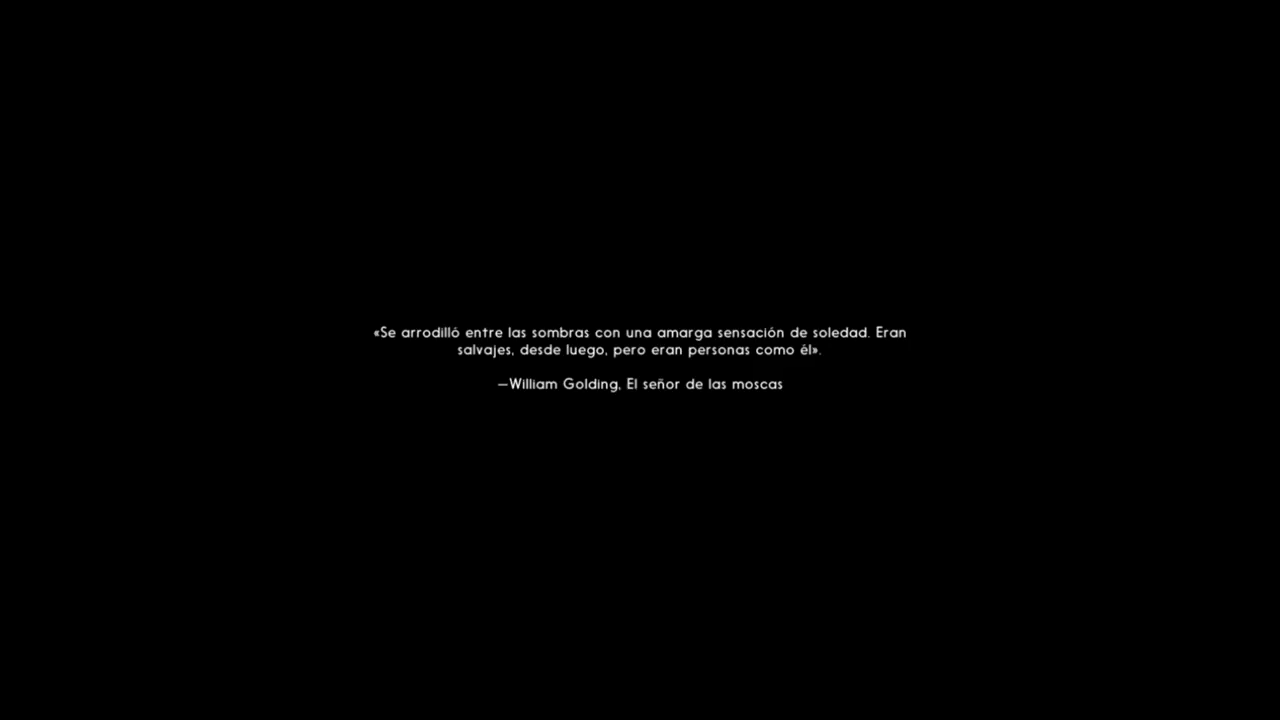 «Se arrodilló entre las sombras con una amarga sensación de soledad. Eran
salvajes, desde luego, pero eran personas como él».
—William Golding, El señor de las moscas